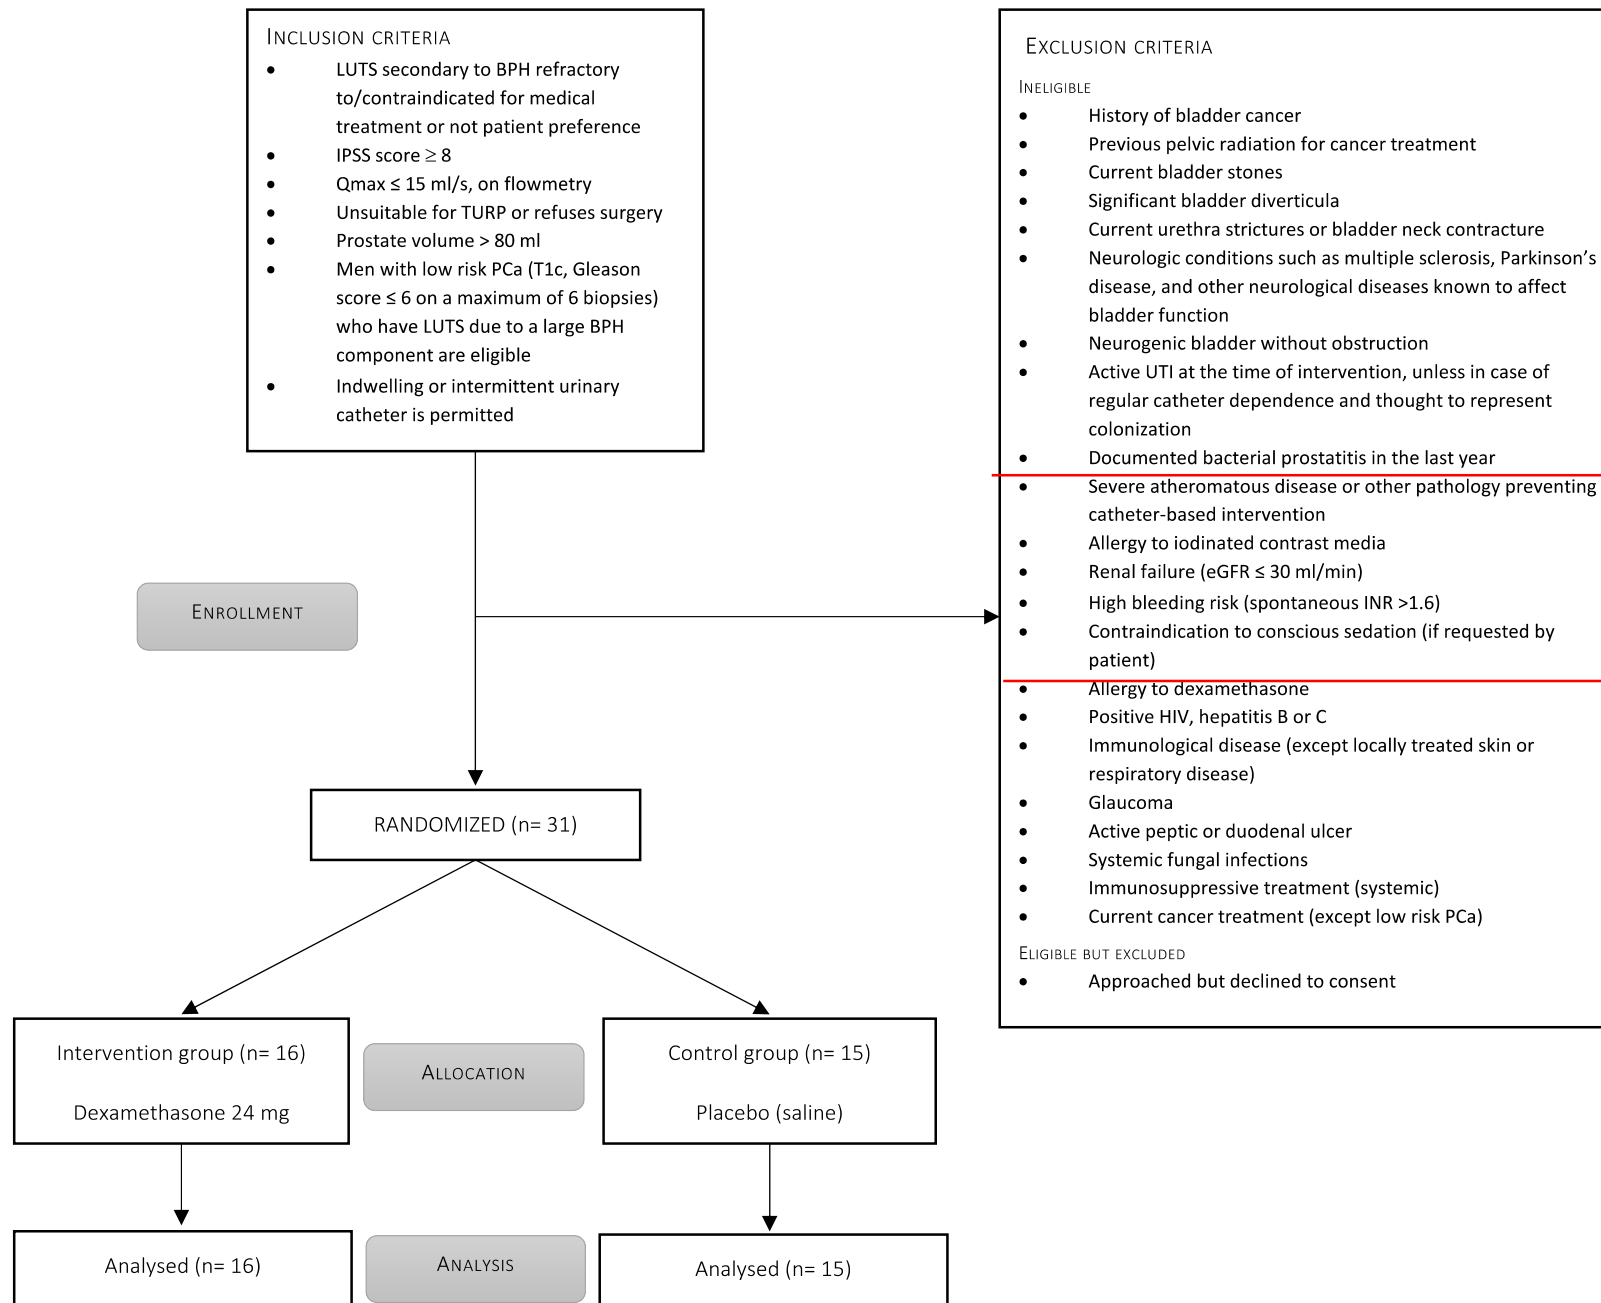 INCLUSION CRITERIA
• LUTS secondary to BPH refractory
to/contraindicated for medical
treatment or not patient preference
• IPSS score ≥ 8
• Qmax ≤ 15 ml/s, on flowmetry
• Unsuitable for TURP or refuses surgery
• Prostate volume > 80 ml
• Men with low risk PCa (T1c, Gleason
score ≤ 6 on a maximum of 6 biopsies)
who have LUTS due to a large BPH
component are eligible
• Indwelling or intermittent urinary
catheter is permitted
EXCLUSION CRITERIA
INELIGIBLE
• History of bladder cancer
• Previous pelvic radiation for cancer treatment
• Current bladder stones
• Significant bladder diverticula
• Current urethra strictures or bladder neck contracture
• Neurologic conditions such as multiple sclerosis, Parkinson's
disease, and other neurological diseases known to affect
bladder function
• Neurogenic bladder without obstruction
• Active UTI at the time of intervention, unless in case of
regular catheter dependence and thought to represent
colonization
• Documented bacterial prostatitis in the last year
• Severe atheromatous disease or other pathology preventing
catheter-based intervention
• Allergy to iodinated contrast media
• Renal failure (eGFR ≤ 30 ml/min)
• High bleeding risk (spontaneous INR >1.6)
• Contraindication to conscious sedation (if requested by
patient)
• Allergy to dexamethasone
• Positive HIV, hepatitis B or C
• Immunological disease (except locally treated skin or
respiratory disease)
• Glaucoma
• Active peptic or duodenal ulcer
• Systemic fungal infections
• Immunosuppressive treatment (systemic)
• Current cancer treatment (except low risk PCa)
ELIGIBLE BUT EXCLUDED
• Approached but declined to consent
ENROLLMENT
RANDOMIZED (n= 31)
Intervention group (n= 16)
Dexamethasone 24 mg
ALLOCATION
Control group (n= 15)
Placebo (saline)
Analysed (n= 16)
ANALYSIS
Analysed (n= 15)